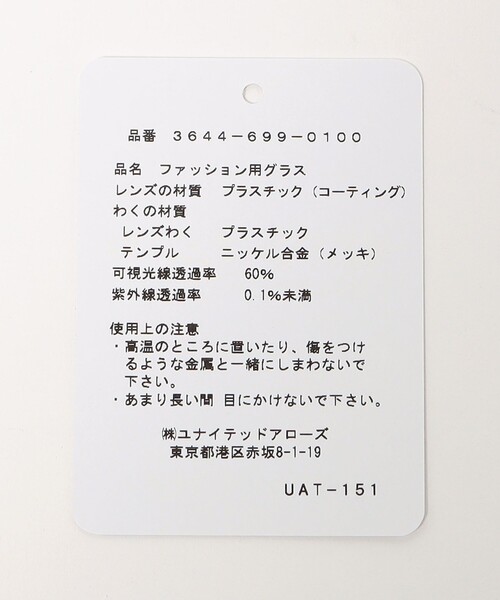 品番 3644-699-0100
品名 ファッション用グラス
レンズの材質 プラスチック(コーティング)
わくの材質
レンズわく プラスチック
テンプル ニッケル合金(メッキ)
可視光線透過率 60%
紫外線透過率 0.1%未満
使用上の注意
・高温のところに置いたり、傷をつけ
るような金属と一緒にしまわないで
下さい。
・あまり長い間 目にかけないで下さい。
㈱ユナイテッドアローズ
東京都港区赤坂8-1-19
UAT-151